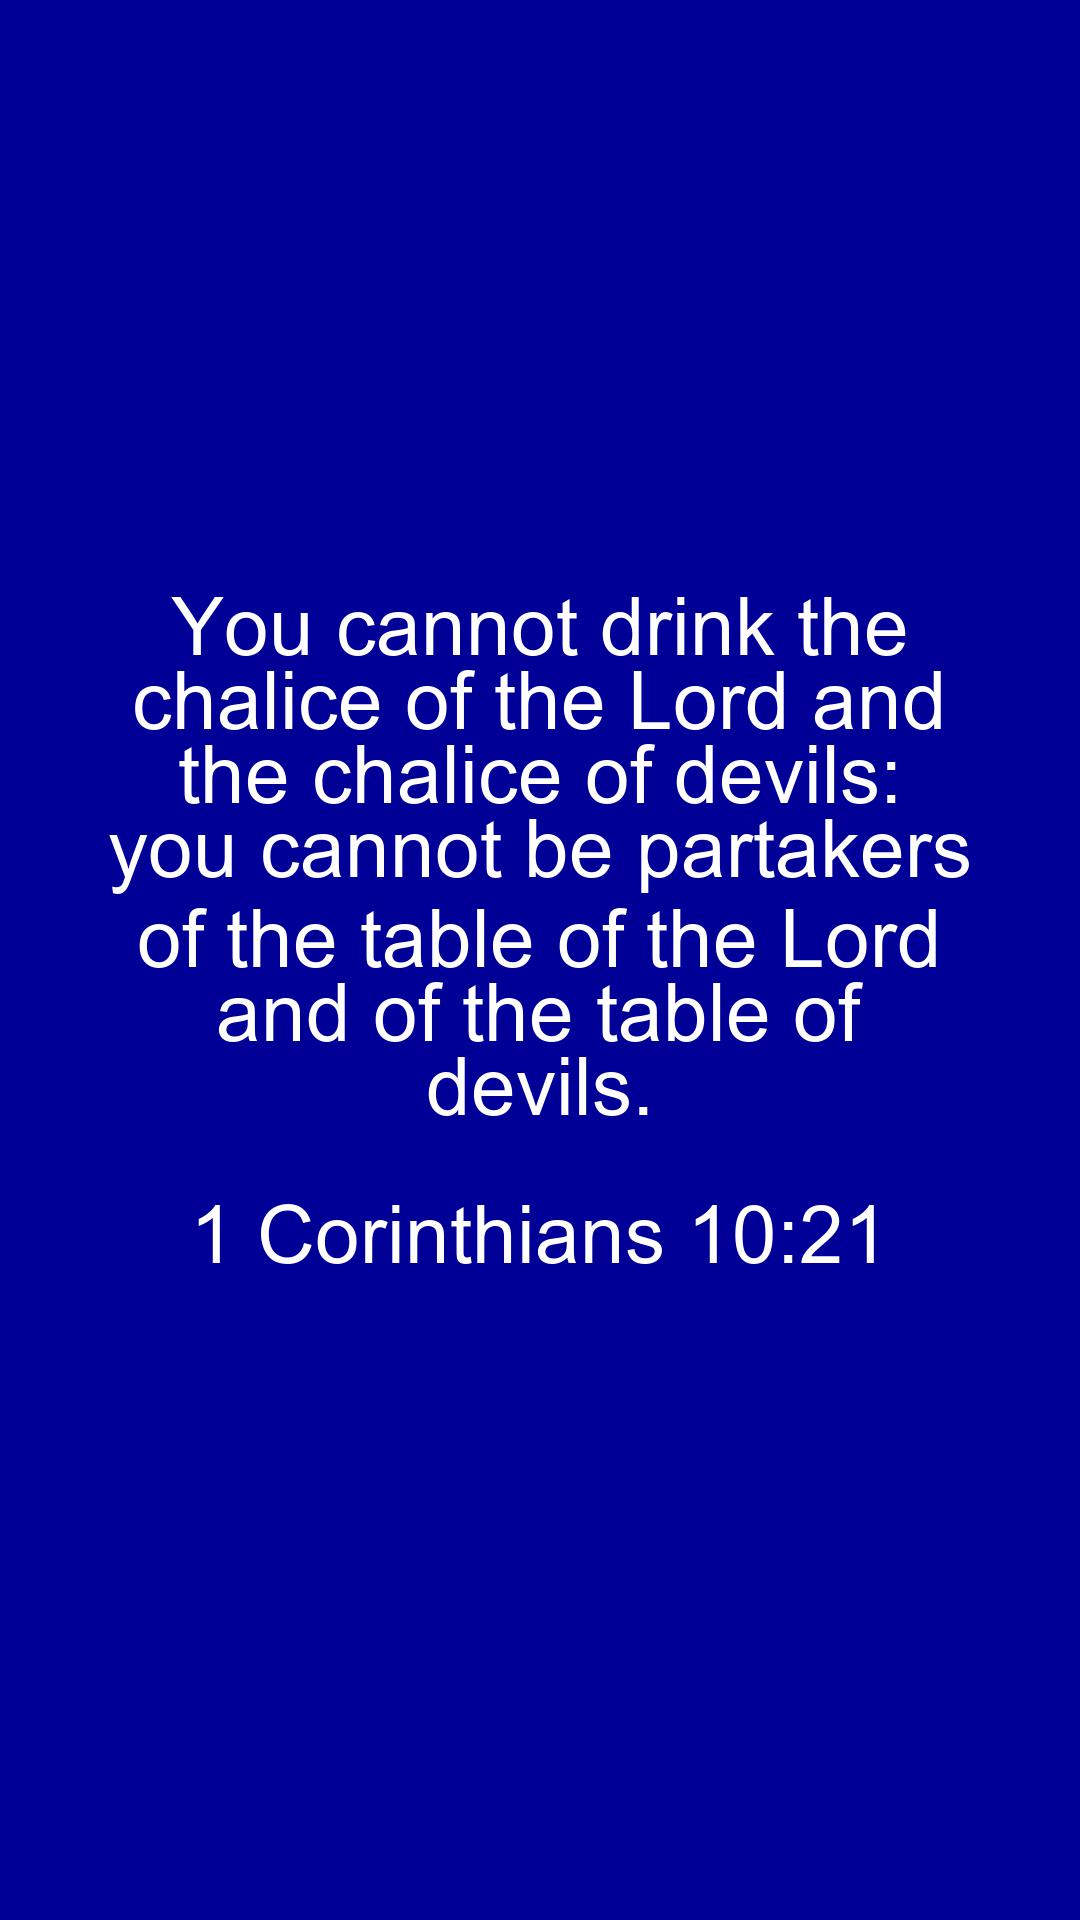 You cannot drink the
chalice of the Lord and
the chalice of devils:
you cannot be partakers
of the table of the Lord
and of the table of
devils.
1 Corinthians 10:21